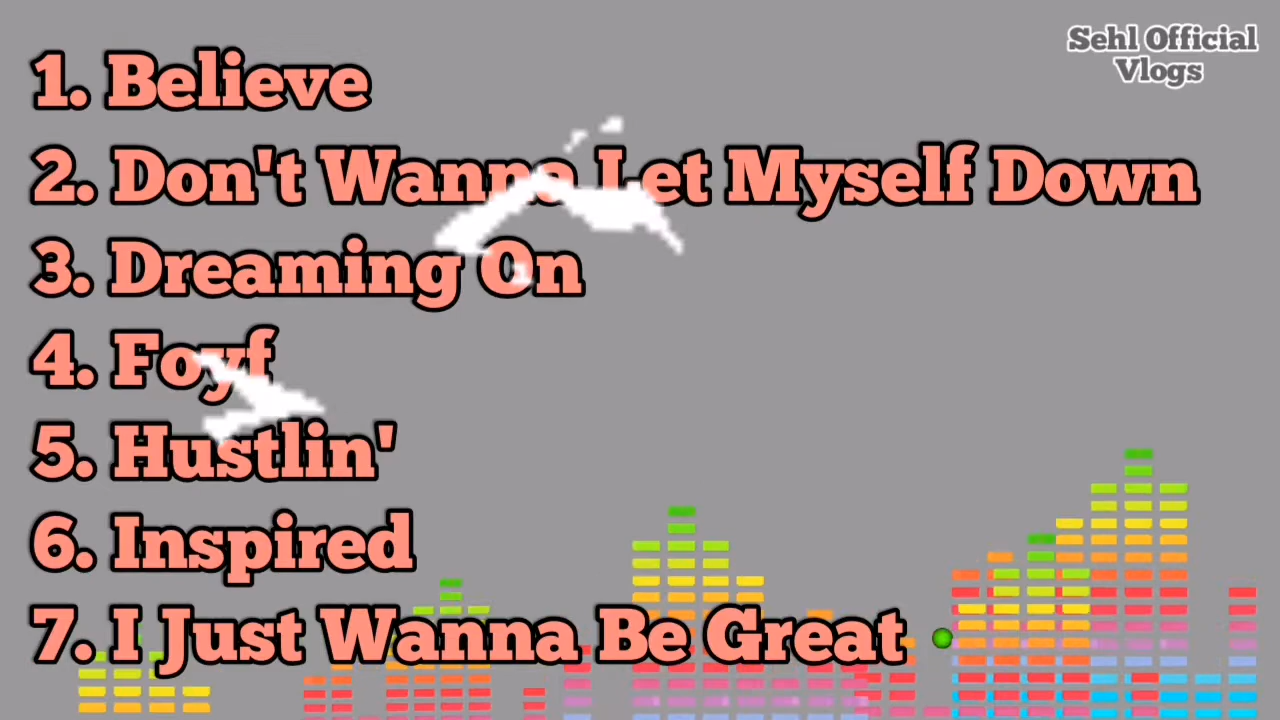 Sehl Official
Vlogs
1. Believe
2. Don't Wanna Let Myself Down
3. Dreaming On
4. Foyf
5. Hustlin'
6. Inspired
7. I Just Wanna Be Great